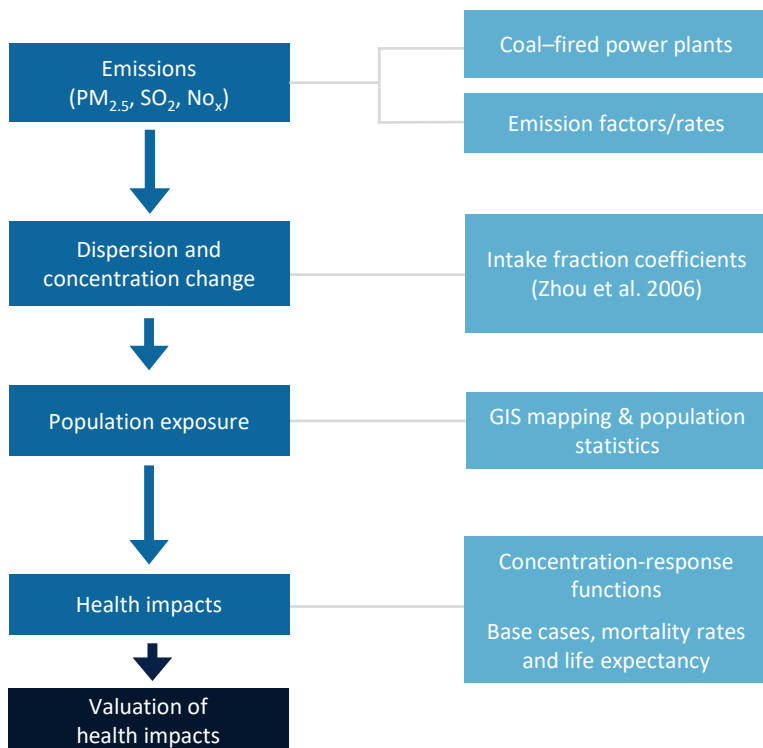 Emissions
(PM2.5, SO2, Nox)
Coal–fired power plants
Emission factors/rates
Dispersion and
concentration change
Intake fraction coefficients
(Zhou et al. 2006)
Population exposure
GIS mapping & population
statistics
Health impacts
Concentration-response
functions
Base cases, mortality rates
and life expectancy
Valuation of
health impacts